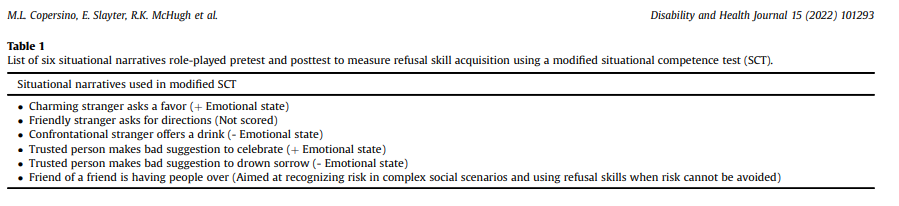 M.L. Copersino, E. Slayter, R.K. McHugh et al.
Disability and Health Journal 15 (2022) 101293
Table 1
List of six situational narratives role-played pretest and posttest to measure refusal skill acquisition using a modified situational competence test (SCT).
Situational narratives used in modified SCT
• Charming stranger asks a favor (+ Emotional state)
• Friendly stranger asks for directions (Not scored)
• Confrontational stranger offers a drink (- Emotional state)
• Trusted person makes bad suggestion to celebrate (+ Emotional state)
• Trusted person makes bad suggestion to drown sorrow (- Emotional state)
• Friend of a friend is having people over (Aimed at recognizing risk in complex social scenarios and using refusal skills when risk cannot be avoided)